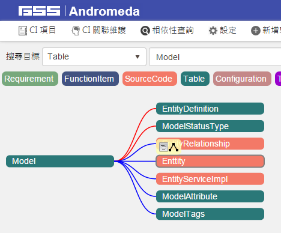 GSS | Andromeda
CI 項目 CI 關聯維護 相依性查詢 設定 新增
搜尋目標 Table Model
Requirement FunctionItem SourceCode Table Configuration
EntityDefinition
ModelStatusType
Relationship
Model Entity
EntityServiceImpl
ModelAttribute
ModelTags